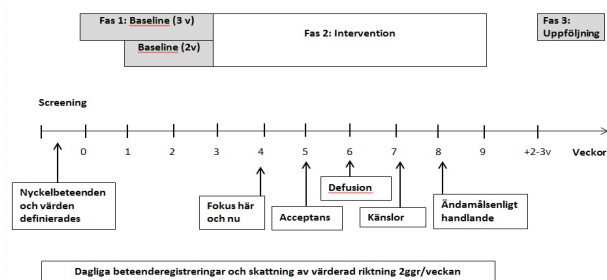 Fas 1: Baseline (3 v)
Baseline (2v)
Fas 2: Intervention
Fas 3:
Uppföljning
Screening
0 1 2 3 4 5 6 7 8 9 +2-3v Veckor
Nyckelbeteenden
och värden
definierades
Fokus här
och nu
Acceptans
Defusion
Känslor
Ändamålsenligt
handlande
Dagliga beteenderegistreringar och skattning av värderad riktning 2ggr/veckan